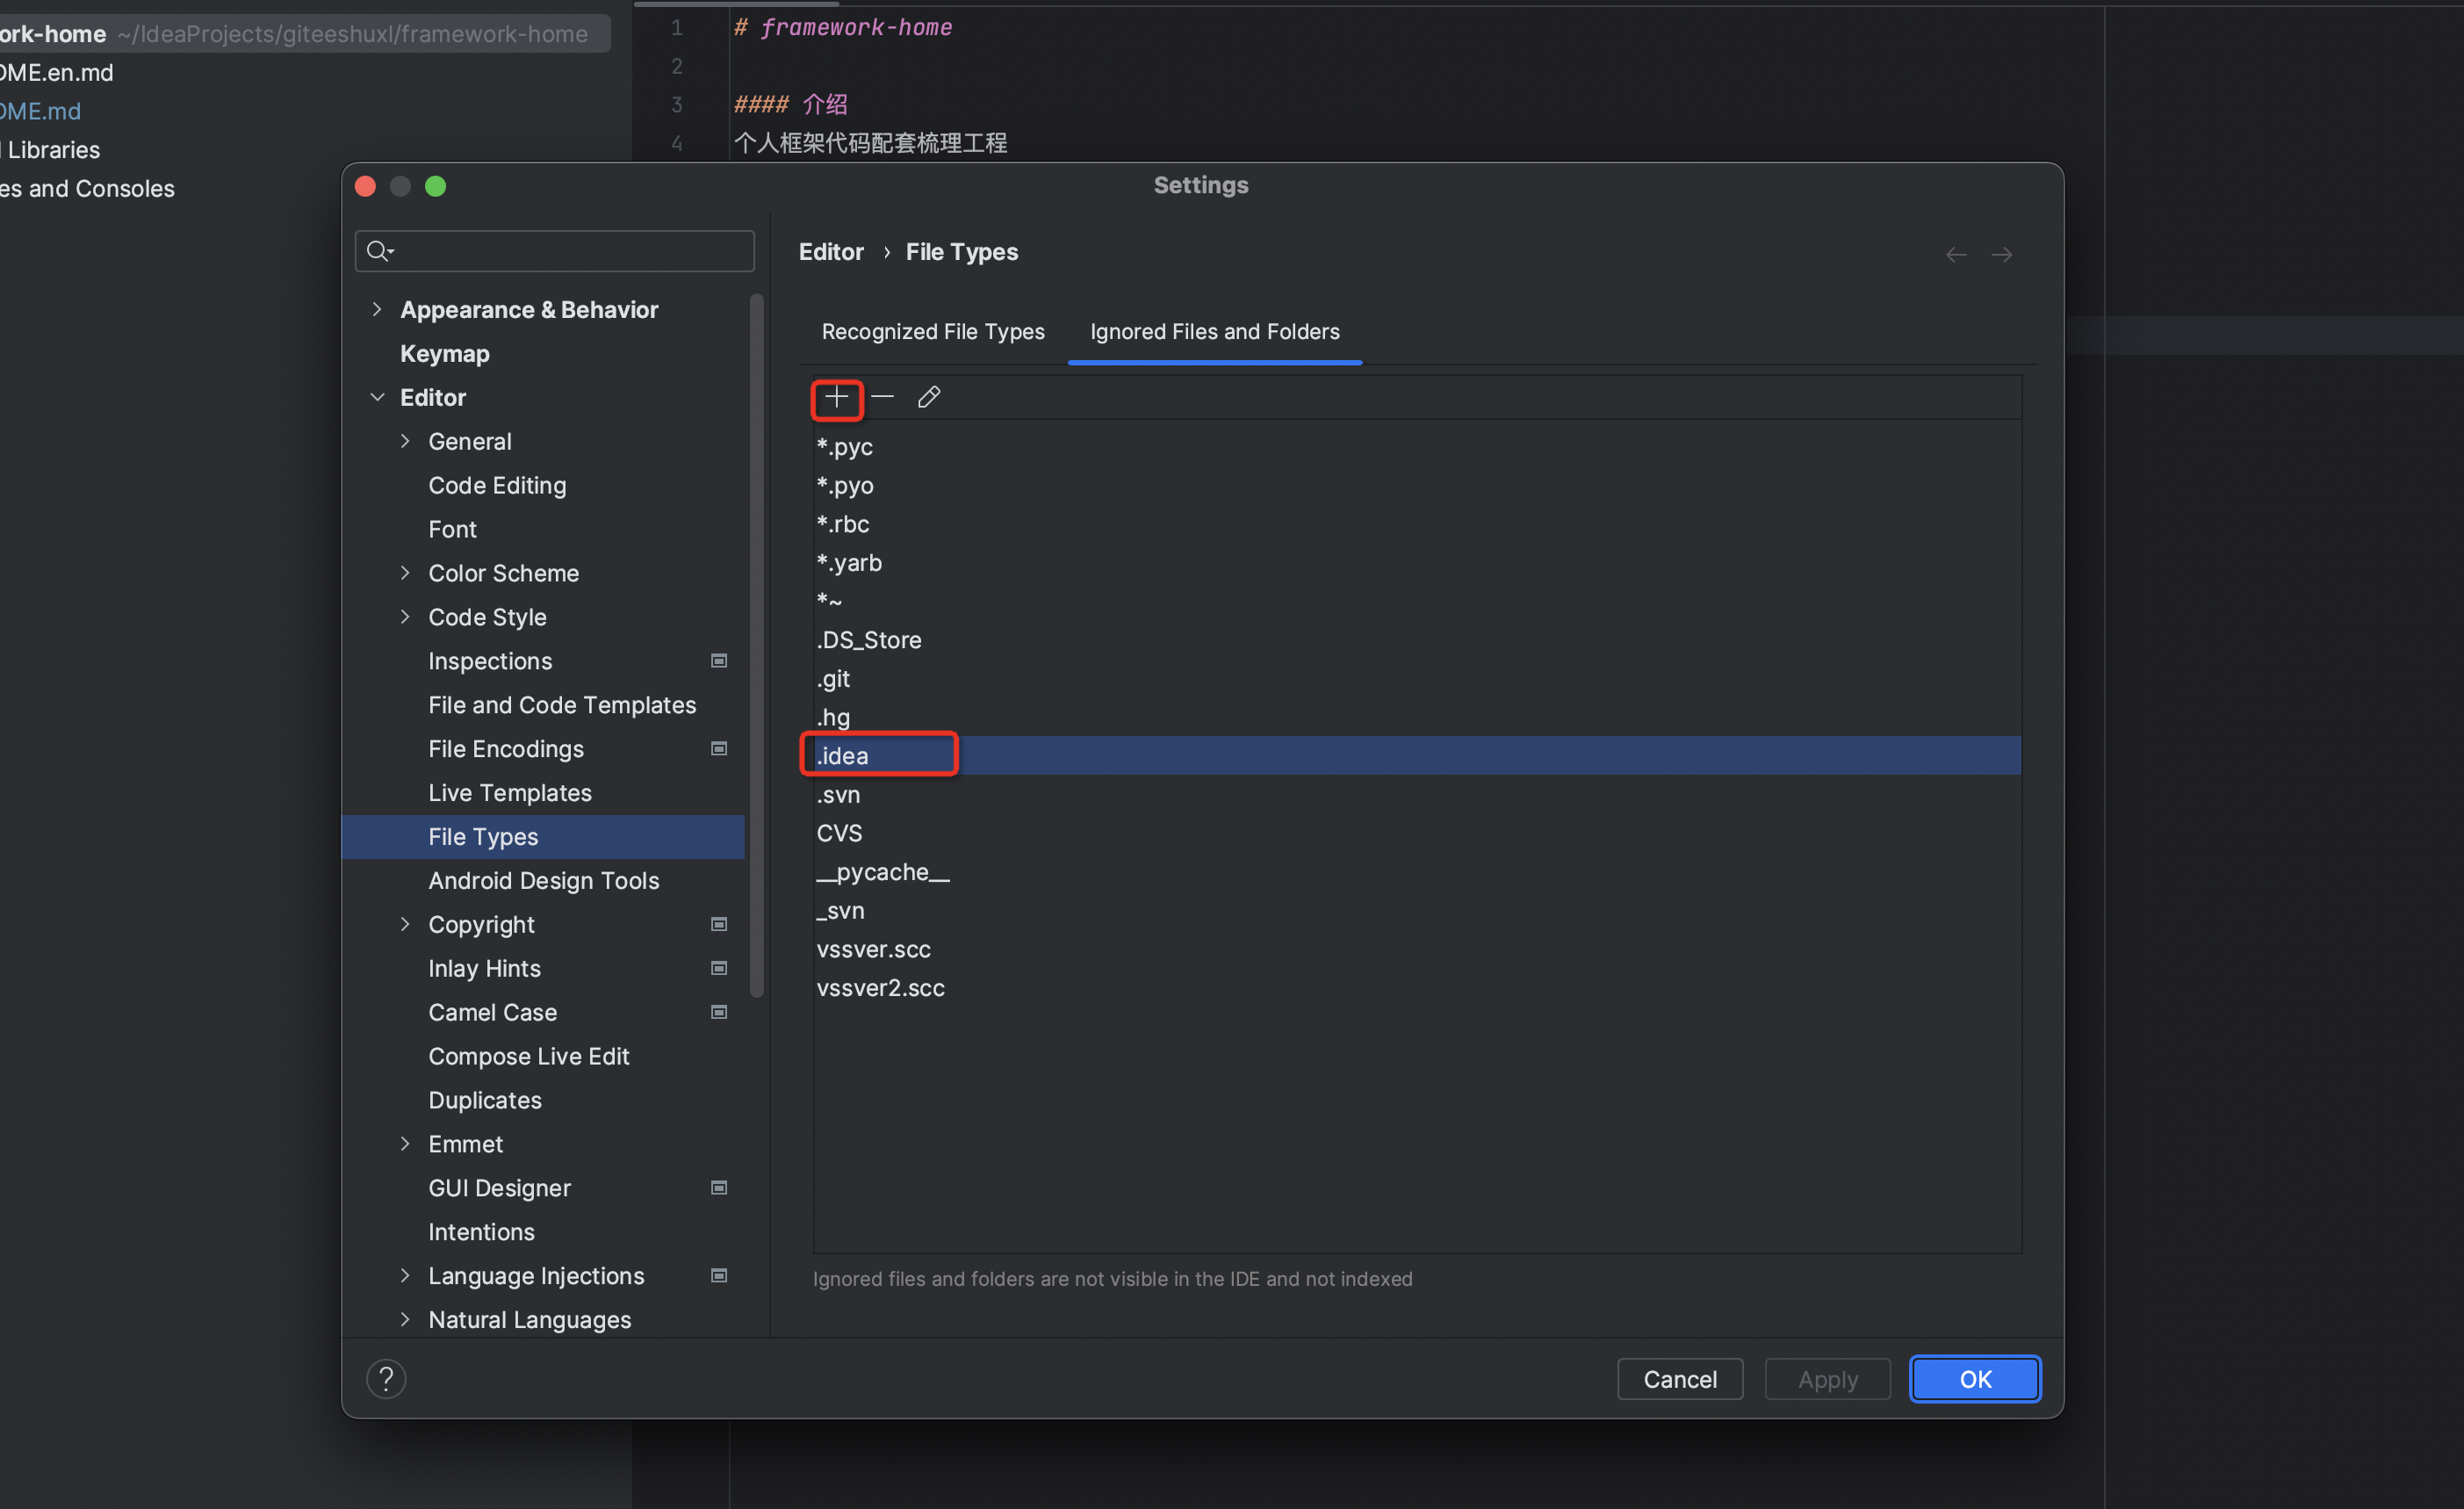 ork-home ~/IdeaProjects/giteeshuxl/framework-home
OME.en.md
OME.md
l Libraries
es and Consoles
1 # framework-home
2
3 #### 介绍
4 个人框架代码配套梳理工程
Settings
Appearance & Behavior
Keymap
Editor
General
Code Editing
Font
Color Scheme
Code Style
Inspections
File and Code Templates
File Encodings
Live Templates
File Types
Android Design Tools
Copyright
Inlay Hints
Camel Case
Compose Live Edit
Duplicates
Emmet
GUI Designer
Intentions
Language Injections
Natural Languages
Editor › File Types
Recognized File Types Ignored Files and Folders
*.pyc
*.pyo
*.rbc
*.yarb
*~
.DS_Store
.git
.hg
.idea
.svn
CVS
__pycache__
_svn
vssver.scc
vssver2.scc
Ignored files and folders are not visible in the IDE and not indexed
? Cancel Apply OK